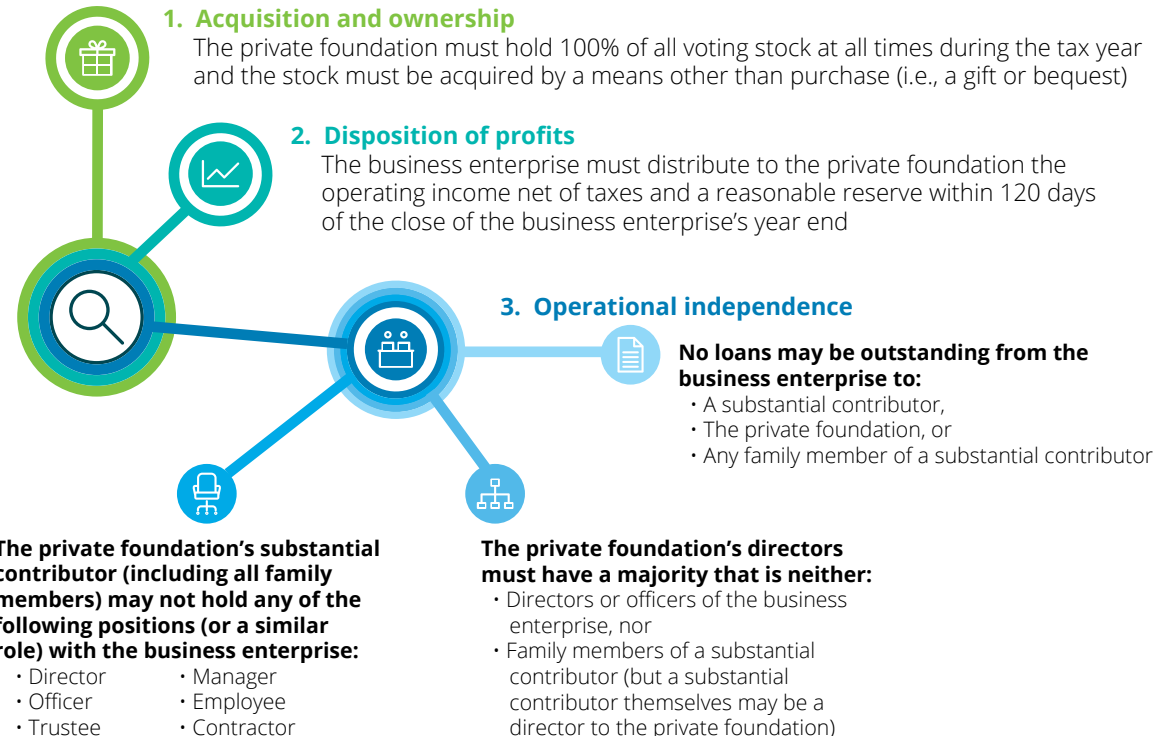 1. Acquisition and ownership
The private foundation must hold 100% of all voting stock at all times during the tax year
and the stock must be acquired by a means other than purchase (i.e., a gift or bequest)
2. Disposition of profits
The business enterprise must distribute to the private foundation the
operating income net of taxes and a reasonable reserve within 120 days
of the close of the business enterprise’s year end
3. Operational independence
No loans may be outstanding from the
business enterprise to:
• A substantial contributor,
• The private foundation, or
• Any family member of a substantial contributor
The private foundation’s substantial
contributor (including all family
members) may not hold any of the
following positions (or a similar
role) with the business enterprise:
• Director
• Officer
• Trustee
• Manager
• Employee
• Contractor
The private foundation’s directors
must have a majority that is neither:
• Directors or officers of the business
enterprise, nor
• Family members of a substantial
contributor (but a substantial
contributor themselves may be a
director to the private foundation)